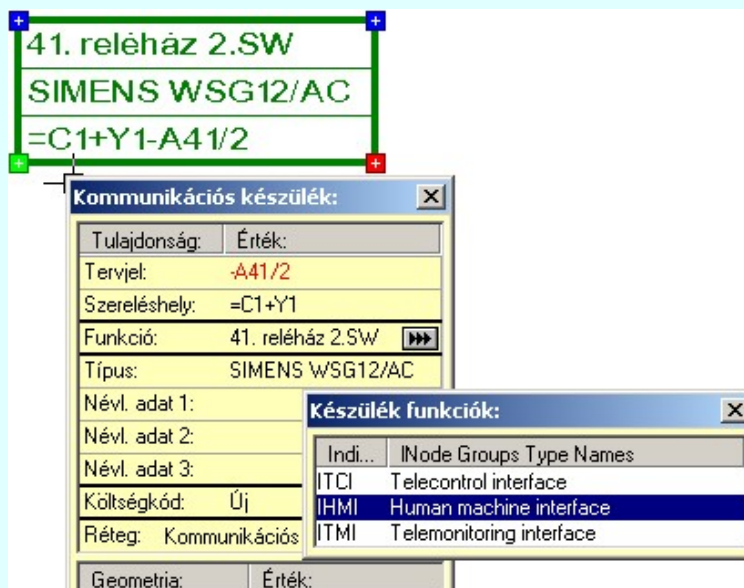 41. reléház 2.SW
SIMENS WSG12/AC
=C1+Y1-A41/2
Kommunikációs készülék:
Tulajdonság: Érték:
Tervjel: -A41/2
Szereléshely: =C1+Y1
Funkció: 41. reléház 2.SW
Típus: SIMENS WSG12/AC
Névl. adat 1:
Névl. adat 2:
Névl. adat 3:
Költségkód: Új
Réteg: Kommunikációs
Geometria: Érték:
Készülék funkciók:
Indi... lNode Groups Type Names
ITCI Telecontrol interface
IHMI Human machine interface
ITMI Telemonitoring interface